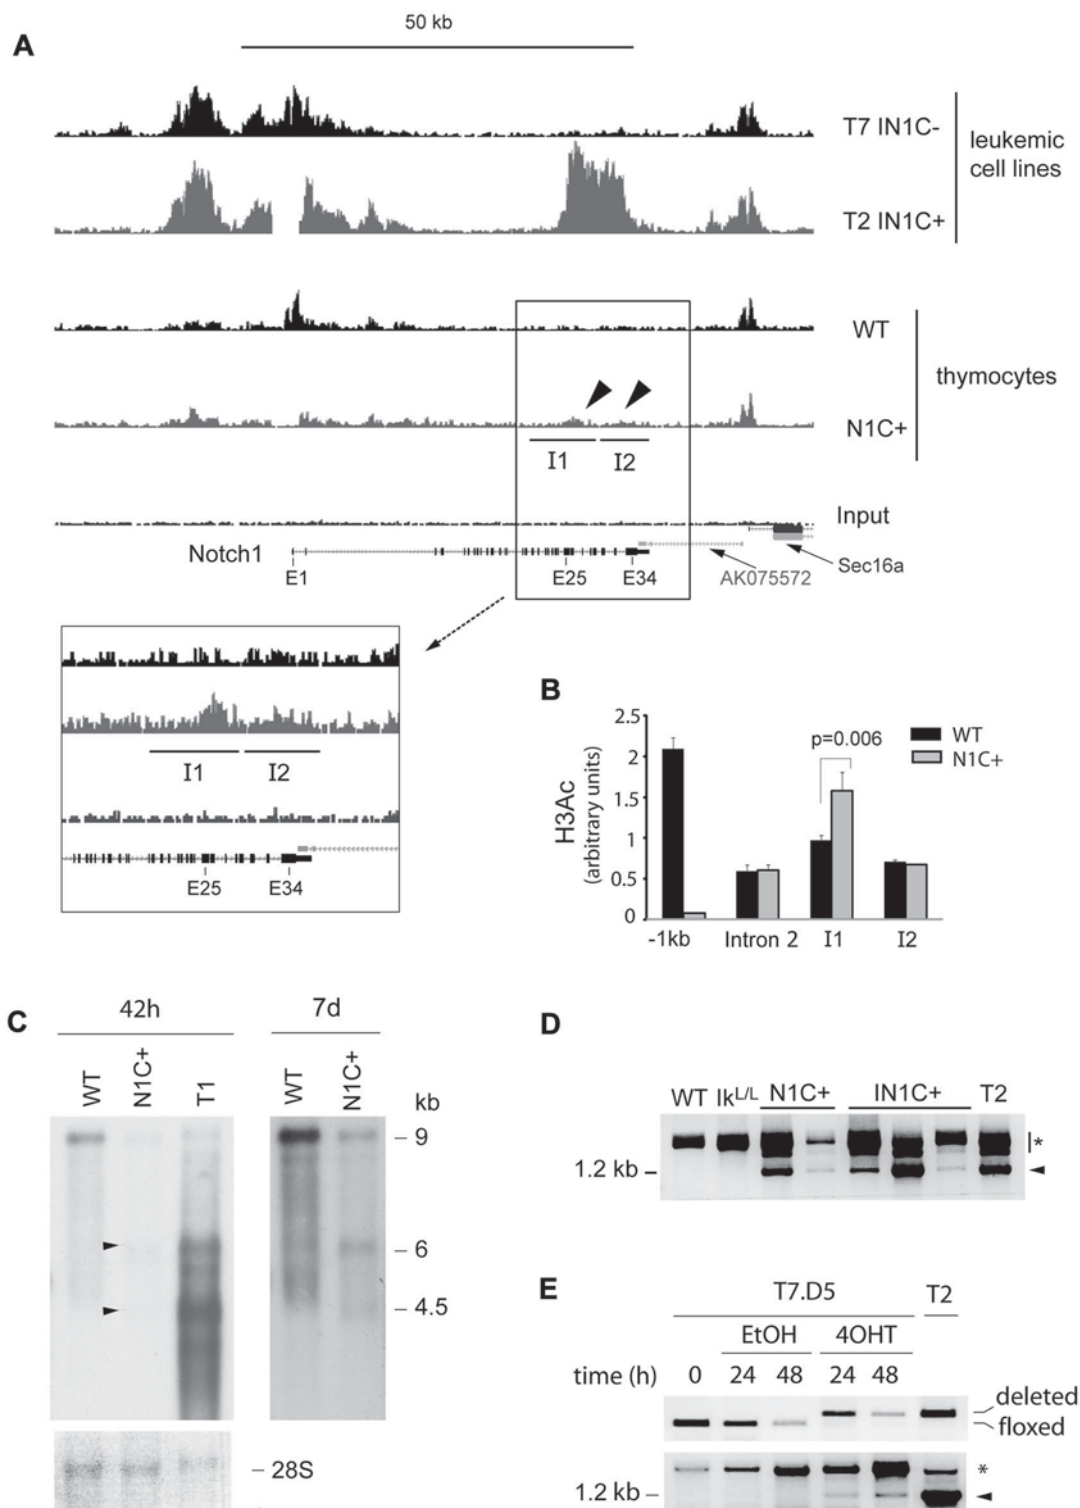 A
50 kb
T7 IN1C-
leukemic
cell lines
T2 IN1C+
WT
thymocytes
N1C+
I1 I2
Input
Notch1
Sec16a
E1 E25 E34 AK075572
I1 I2
E25 E34
B
H3Ac
(arbitrary units)
2.5
2
1.5
1
0.5
0
p=0.006
WT
N1C+
-1kb Intron 2 I1 I2
C
42h 7d
WT N1C+ T1 WT N1C+ kb
9
6
4.5
28S
D
WT Ik^L/L N1C+ IN1C+ T2
*
1.2 kb
E
T7.D5 T2
EtOH 4OHT
time (h) 0 24 48 24 48
deleted
floxed
*
1.2 kb